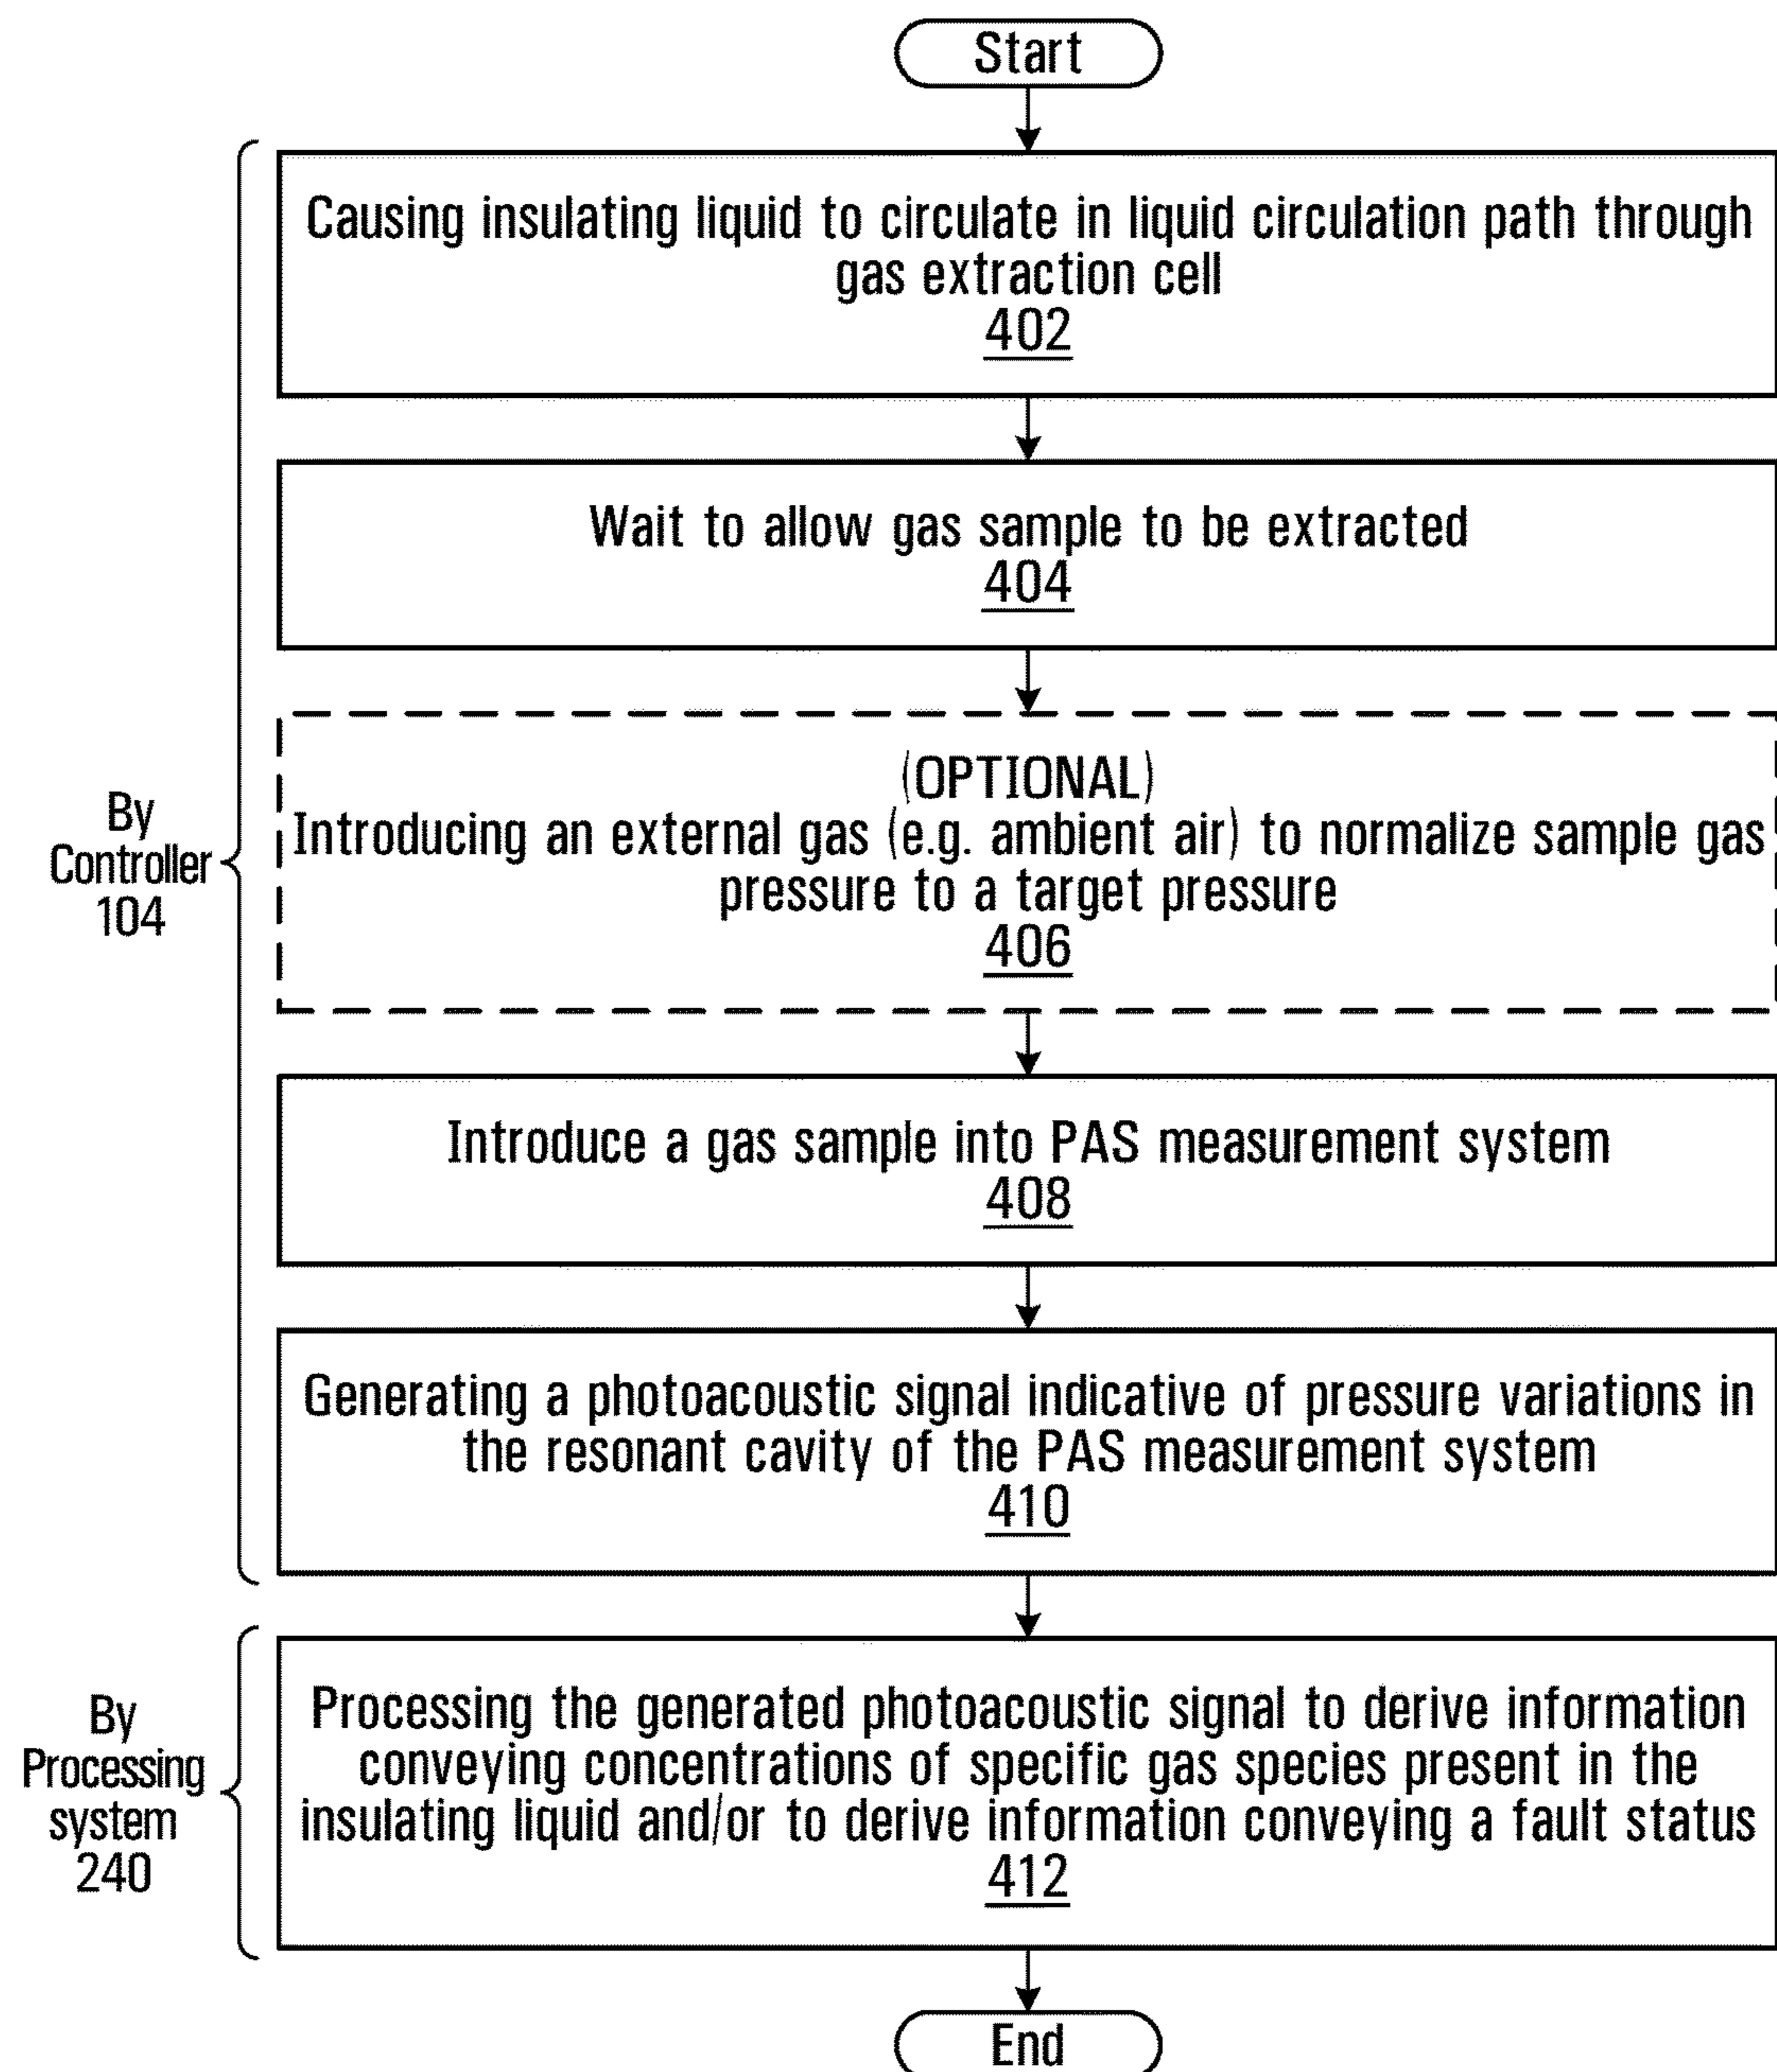 Start
Causing insulating liquid to circulate in liquid circulation path through
gas extraction cell
402
Wait to allow gas sample to be extracted
404
(OPTIONAL)
Introducing an external gas (e.g. ambient air) to normalize sample gas
pressure to a target pressure
406
By
Controller
104
Introduce a gas sample into PAS measurement system
408
Generating a photoacoustic signal indicative of pressure variations in
the resonant cavity of the PAS measurement system
410
By
Processing
system
240
Processing the generated photoacoustic signal to derive information
conveying concentrations of specific gas species present in the
insulating liquid and/or to derive information conveying a fault status
412
End